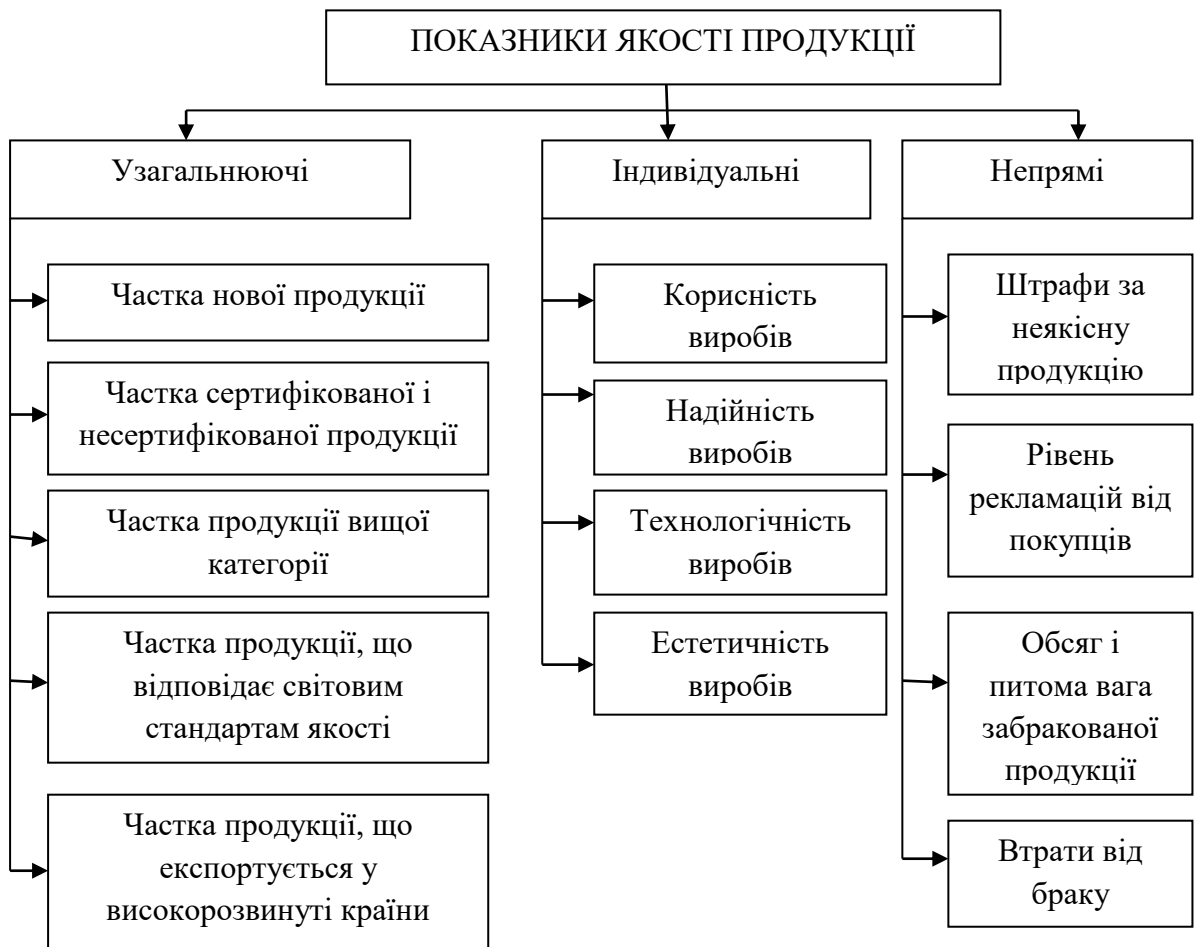 ПОКАЗНИКИ ЯКОСТІ ПРОДУКЦІЇ
Узагальнюючі
Частка нової продукції
Частка сертифікованої і
несертифікованої продукції
Частка продукції вищої
категорії
Частка продукції, що
відповідає світовим
стандартам якості
Частка продукції, що
експортується у
високорозвинуті країни
Індивідуальні
Корисність
виробів
Надійність
виробів
Технологічність
виробів
Естетичність
виробів
Непрямі
Штрафи за
неякісну
продукцію
Рівень
рекламацій від
покупців
Обсяг і
питома вага
забракованої
продукції
Втрати від
браку